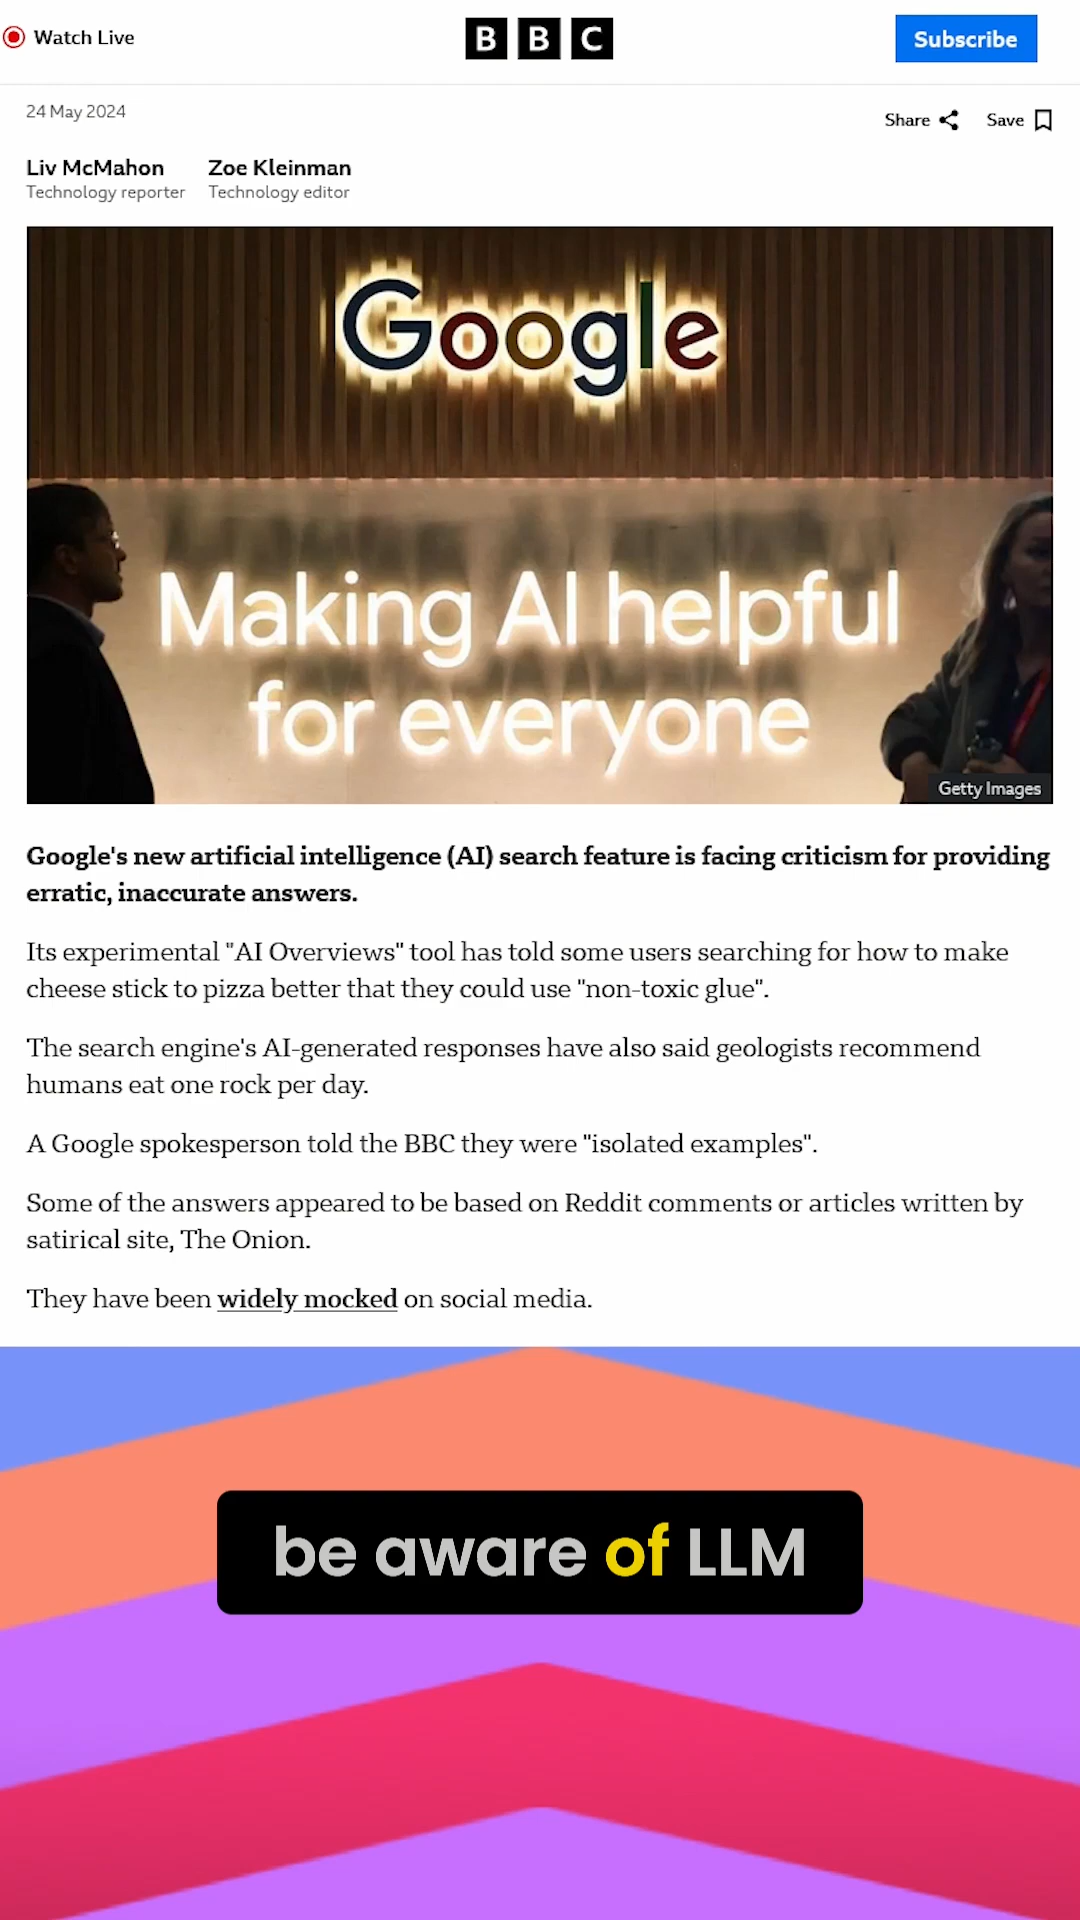 Watch Live
BBC
Subscribe
24 May 2024
Share
Save
Liv McMahon
Technology reporter
Zoe Kleinman
Technology editor
Google
Making AI helpful
for everyone
Getty Images
Google's new artificial intelligence (AI) search feature is facing criticism for providing
erratic, inaccurate answers.
Its experimental "AI Overviews" tool has told some users searching for how to make
cheese stick to pizza better that they could use "non-toxic glue".
The search engine's AI-generated responses have also said geologists recommend
humans eat one rock per day.
A Google spokesperson told the BBC they were "isolated examples".
Some of the answers appeared to be based on Reddit comments or articles written by
satirical site, The Onion.
They have been widely mocked on social media.
be aware of LLM